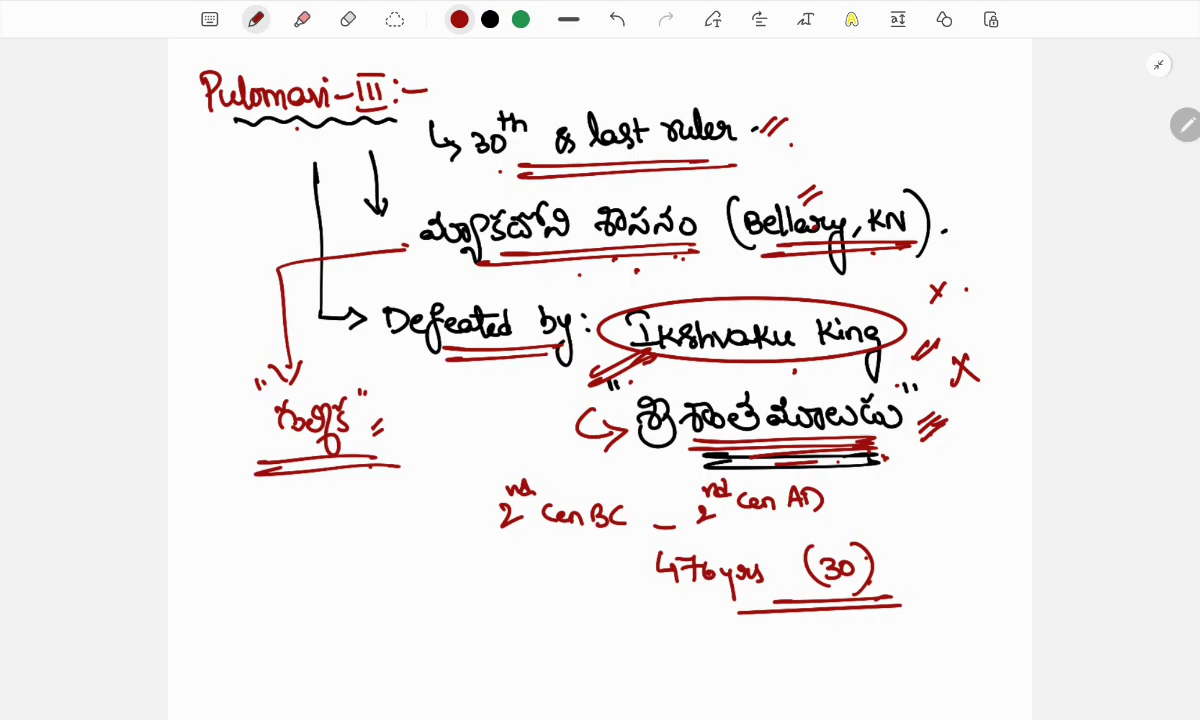 Pulomavi-III:-
↳ 30th & last ruler.
మ్యాకదోని శాసనం (Bellary, KN).
Defeated by: Ikshvaku King
"గుల్మిక"
"శ్రీ శాంతమూలుడు"
2nd Cen BC - 2nd Cen AD
476 yrs (30)